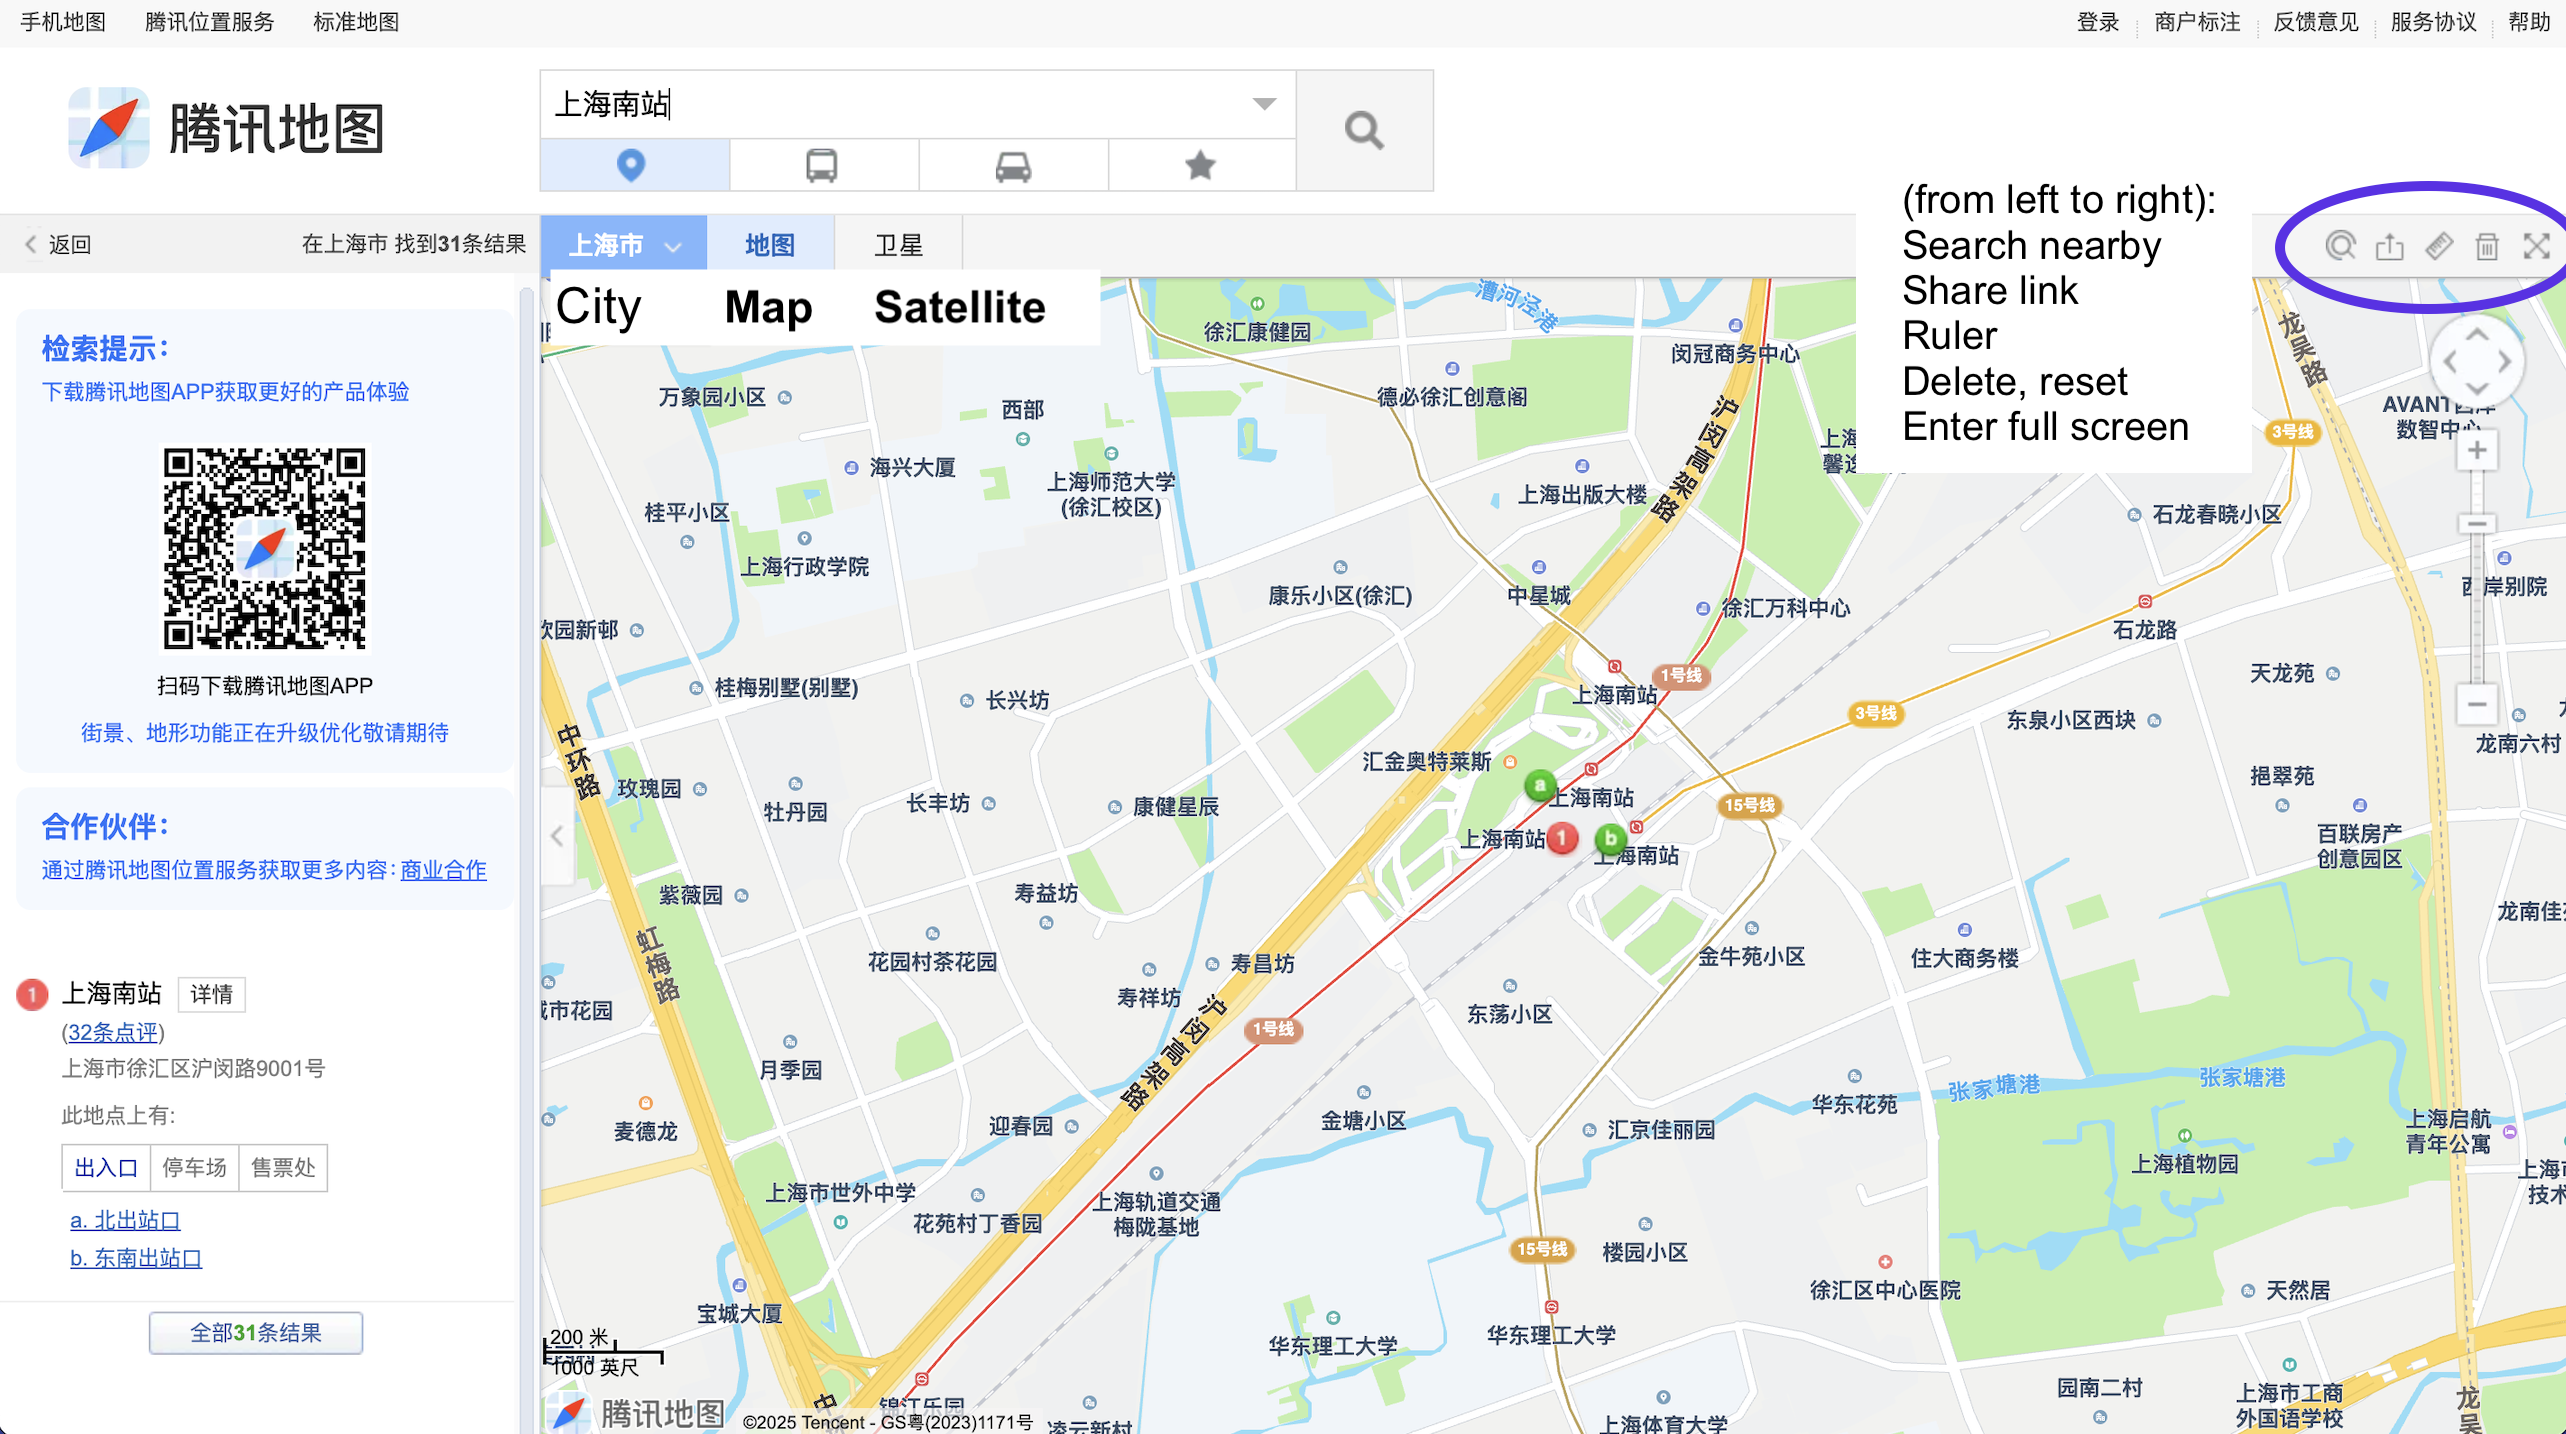 手机地图 腾讯位置服务 标准地图
登录 商户标注 反馈意见 服务协议 帮助
腾讯地图
上海南站
返回
在上海市 找到31条结果
上海市 地图 卫星
City Map Satellite
(from left to right):
Search nearby
Share link
Ruler
Delete, reset
Enter full screen
检索提示：
下载腾讯地图APP获取更好的产品体验
扫码下载腾讯地图APP
街景、地形功能正在升级优化敬请期待
合作伙伴：
通过腾讯地图位置服务获取更多内容：商业合作
1 上海南站 详情
(32条点评)
上海市徐汇区沪闵路9001号
此地点上有:
出入口 停车场 售票处
a. 北出站口
b. 东南出站口
全部31条结果
徐汇康健园
漕河泾港
闵冠商务中心
龙吴路
万象园小区
西部
德必徐汇创意阁
沪闵高架路
3号线
海兴大厦
上海师范大学
(徐汇校区)
上海出版大楼
桂平小区
石龙春晓小区
上海行政学院
康乐小区(徐汇)
中星城
徐汇万科中心
西岸别院
石龙路
桂梅别墅(别墅)
长兴坊
上海南站
1号线
天龙苑
3号线
东泉小区西块
龙南六村
中环路
汇金奥特莱斯
玫瑰园
牡丹园
长丰坊
康健星辰
a
上海南站
15号线
挹翠苑
上海南站 1
b
上海南站
百联房产
创意园区
紫薇园
寿益坊
虹梅路
花园村茶花园
寿昌坊
寿祥坊
金牛苑小区
住大商务楼
东荡小区
沪闵高架路
1号线
月季园
张家塘港
张家塘港
麦德龙
迎春园
金塘小区
汇京佳丽园
华东花苑
上海启航
青年公寓
上海植物园
上海市世外中学
花苑村丁香园
上海轨道交通
梅陇基地
15号线
楼园小区
徐汇区中心医院
天然居
宝城大厦
华东理工大学
华东理工大学
200 米
1000 英尺
锦江乐园
园南二村
上海市工商
外国语学校
腾讯地图
©2025 Tencent - GS粤(2023)1171号
凌云新村
上海体育大学
龙吴